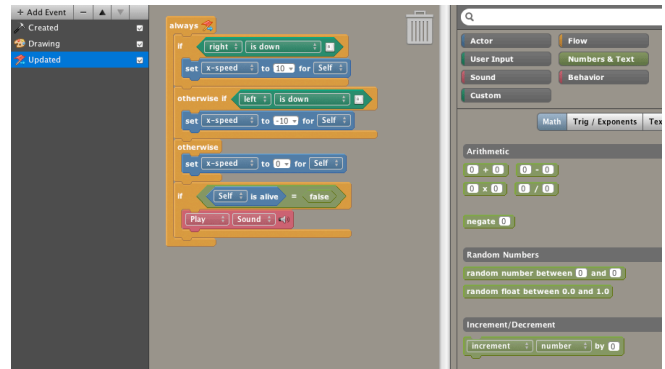 + Add Event
Created
Drawing
Updated
always
if right is down
set x-speed to 10 for Self
otherwise if left is down
set x-speed to -10 for Self
otherwise
set x-speed to 0 for Self
if Self is alive = false
Play Sound
Actor Flow
User Input Numbers & Text
Sound Behavior
Custom
Math Trig / Exponents Tex
Arithmetic
0 + 0 0 - 0
0 x 0 0 / 0
negate 0
Random Numbers
random number between 0 and 0
random float between 0.0 and 1.0
Increment/Decrement
increment number by 0